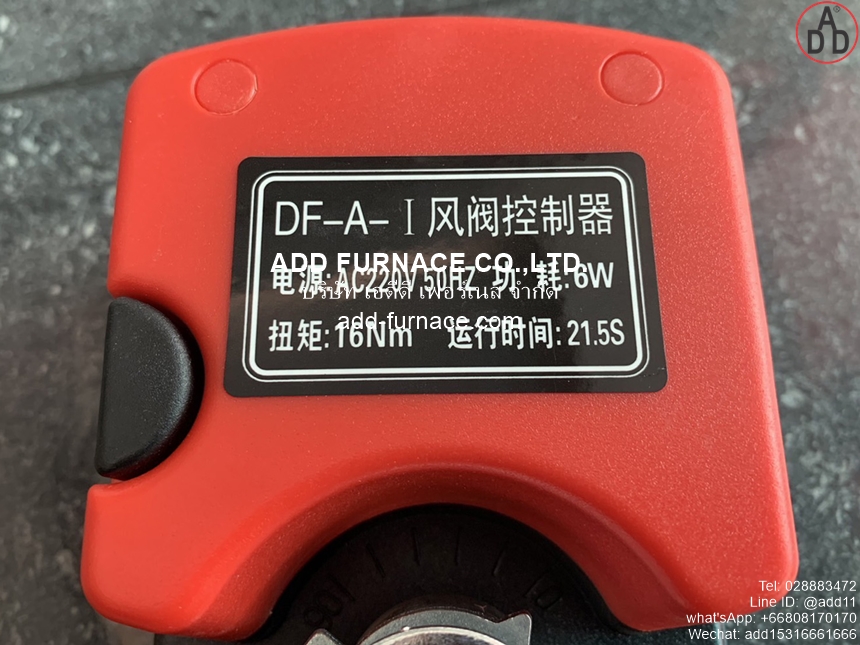 ADD
DF-A-Ⅰ风阀控制器
ADD FURNACE CO.,LTD.
电源:AC220V 50HZ 功 耗:6W
บริษัท เอดีดี เฟอร์เนส จำกัด
add-furnace.com
扭矩:16Nm 运行时间:21.5S
Tel: 028883472
Line ID: @add11
what'sApp: +66808170170
Wechat: add15316661666